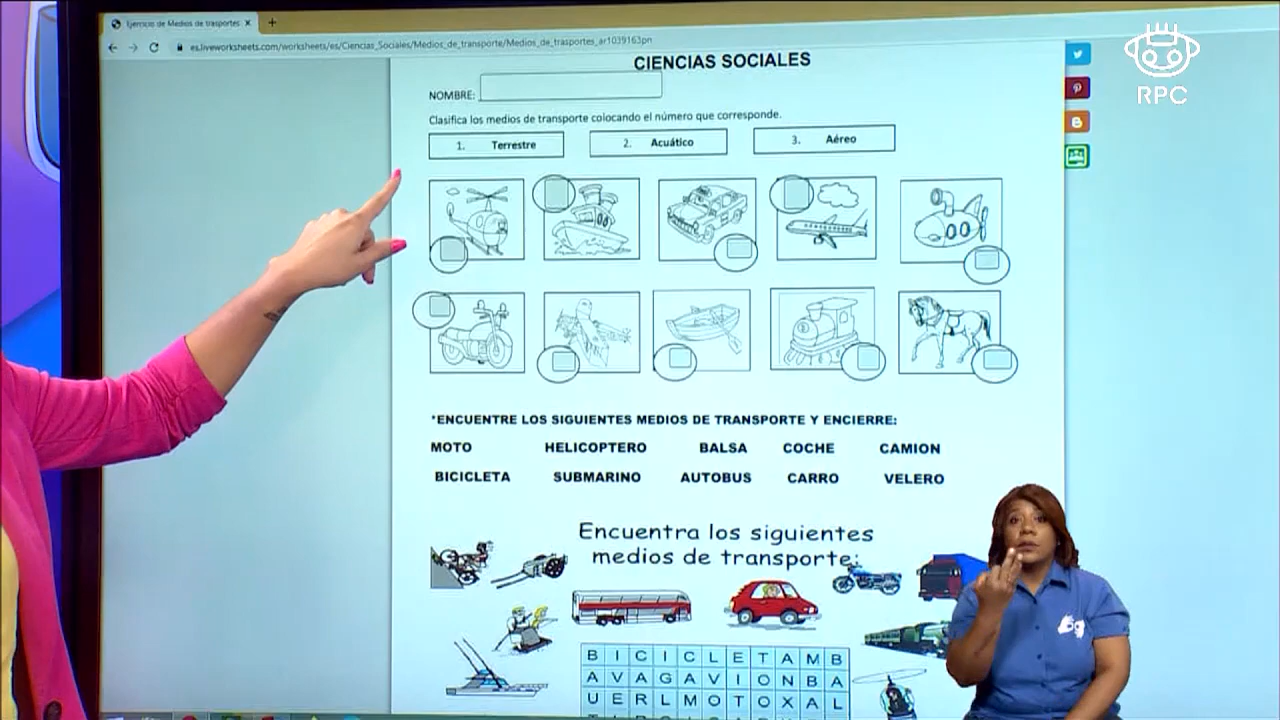 Ejercicio de Medios de trasportes
es.liveworksheets.com/worksheets/es/Ciencias_Sociales/Medios_de_transporte/Medios_de_trasportes_ar1039163pn
RPC
CIENCIAS SOCIALES
NOMBRE:
Clasifica los medios de transporte colocando el número que corresponde.
1. Terrestre
2. Acuático
3. Aéreo
*ENCUENTRE LOS SIGUIENTES MEDIOS DE TRANSPORTE Y ENCIERRE:
MOTO HELICOPTERO BALSA COCHE CAMION
BICICLETA SUBMARINO AUTOBUS CARRO VELERO
Encuentra los siguientes
medios de transporte:
B I C I C L E T A M B
A V A G A V I O N B A
U E R L M O T O X A L